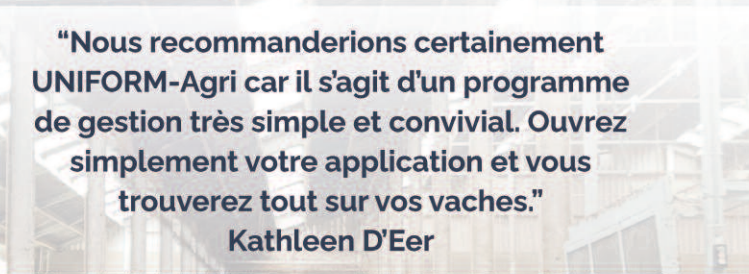 “Nous recommanderions certainement
UNIFORM-Agri car il s’agit d’un programme
de gestion très simple et convivial. Ouvrez
simplement votre application et vous
trouverez tout sur vos vaches.”
Kathleen D’Eer